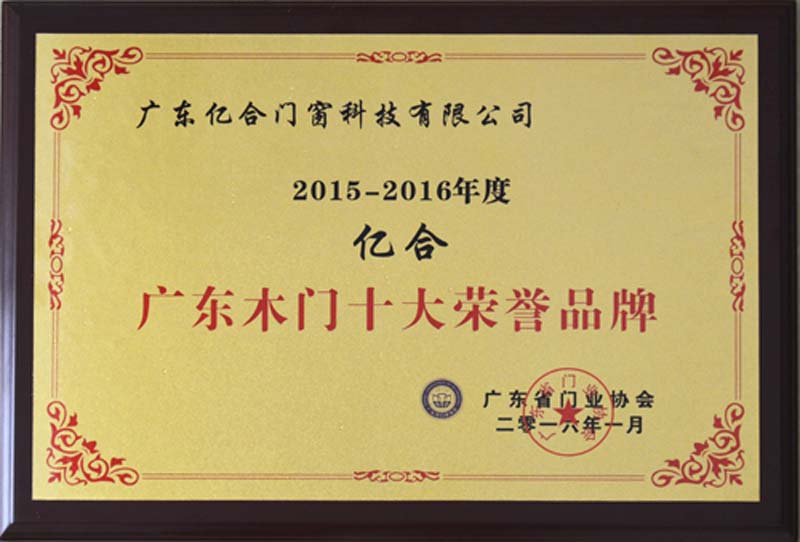 广东亿合门窗科技有限公司
2015-2016年度
亿合
广东木门十大荣誉品牌
广东省门业协会
二零一六年一月